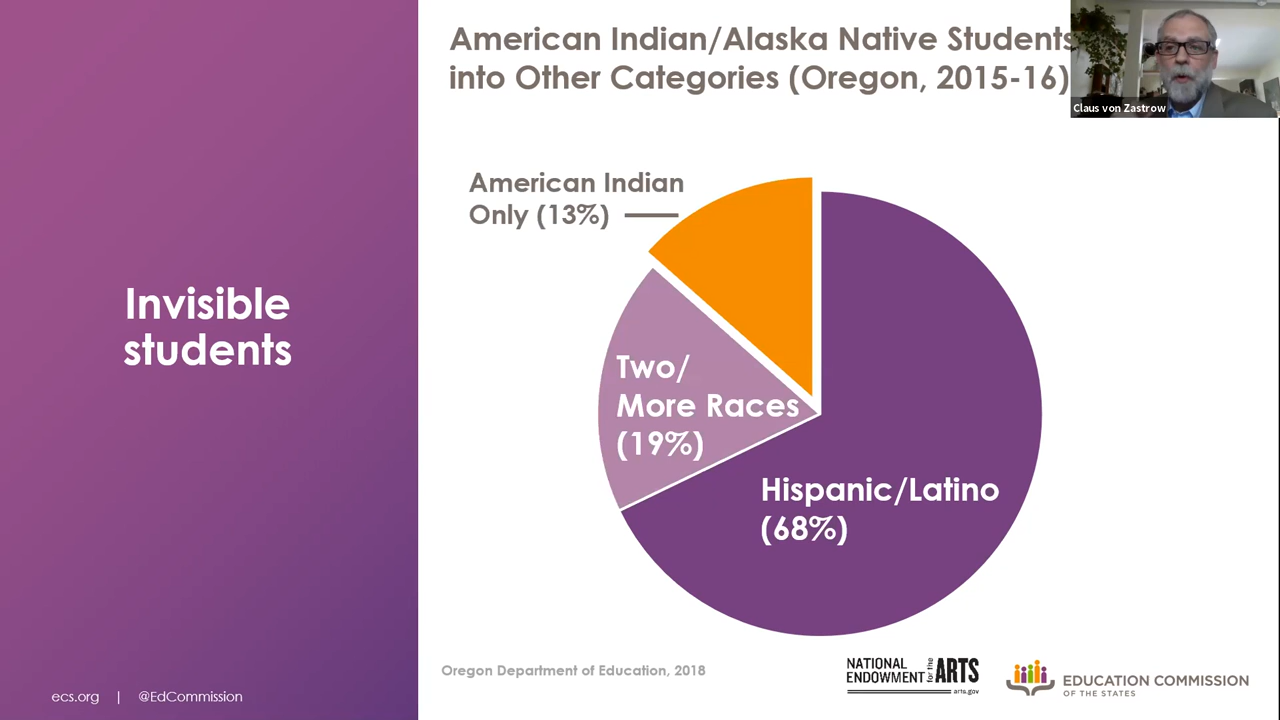 American Indian/Alaska Native Students
into Other Categories (Oregon, 2015-16)
Claus von Zastrow
Invisible
students
American Indian
Only (13%)
Two/
More Races
(19%)
Hispanic/Latino
(68%)
Oregon Department of Education, 2018
NATIONAL
ENDOWMENT
for the
ARTS
arts.gov
EDUCATION COMMISSION
OF THE STATES
ecs.org | @EdCommission